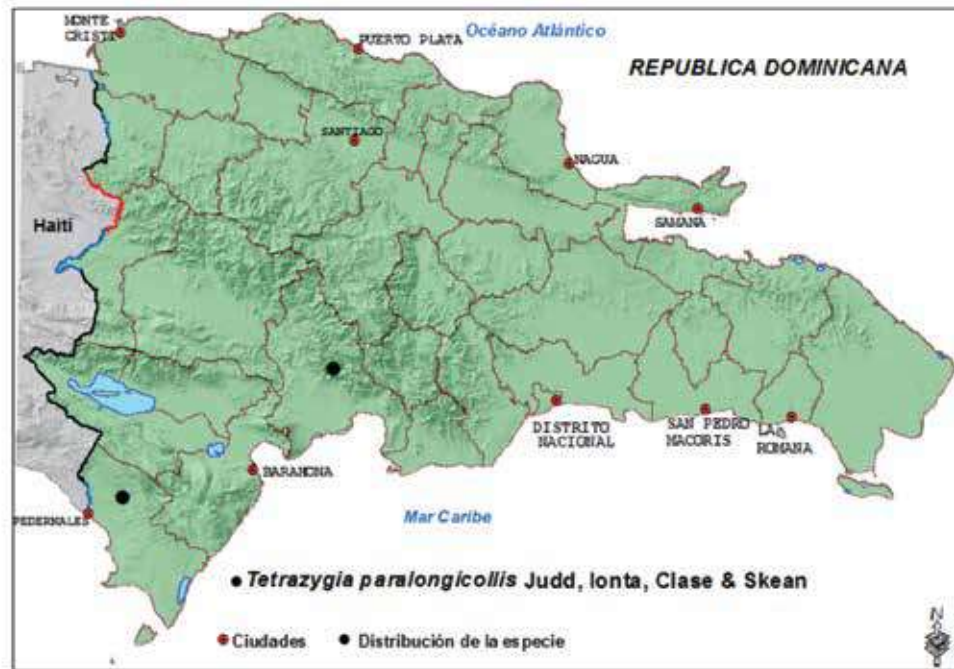 MONTE
CRISTI
Océano Atlántico
PUERTO PLATA
REPUBLICA DOMINICANA
SANTIAGO
NAGUA
Haití
SAMANA
DISTRITO
NACIONAL
SAN PEDRO
MACORIS
LA
ROMANA
BARAHONA
PEDERNALES
Mar Caribe
Tetrazygia paralongicollis Judd, Ionta, Clase & Skean
Ciudades
Distribución de la especie
N